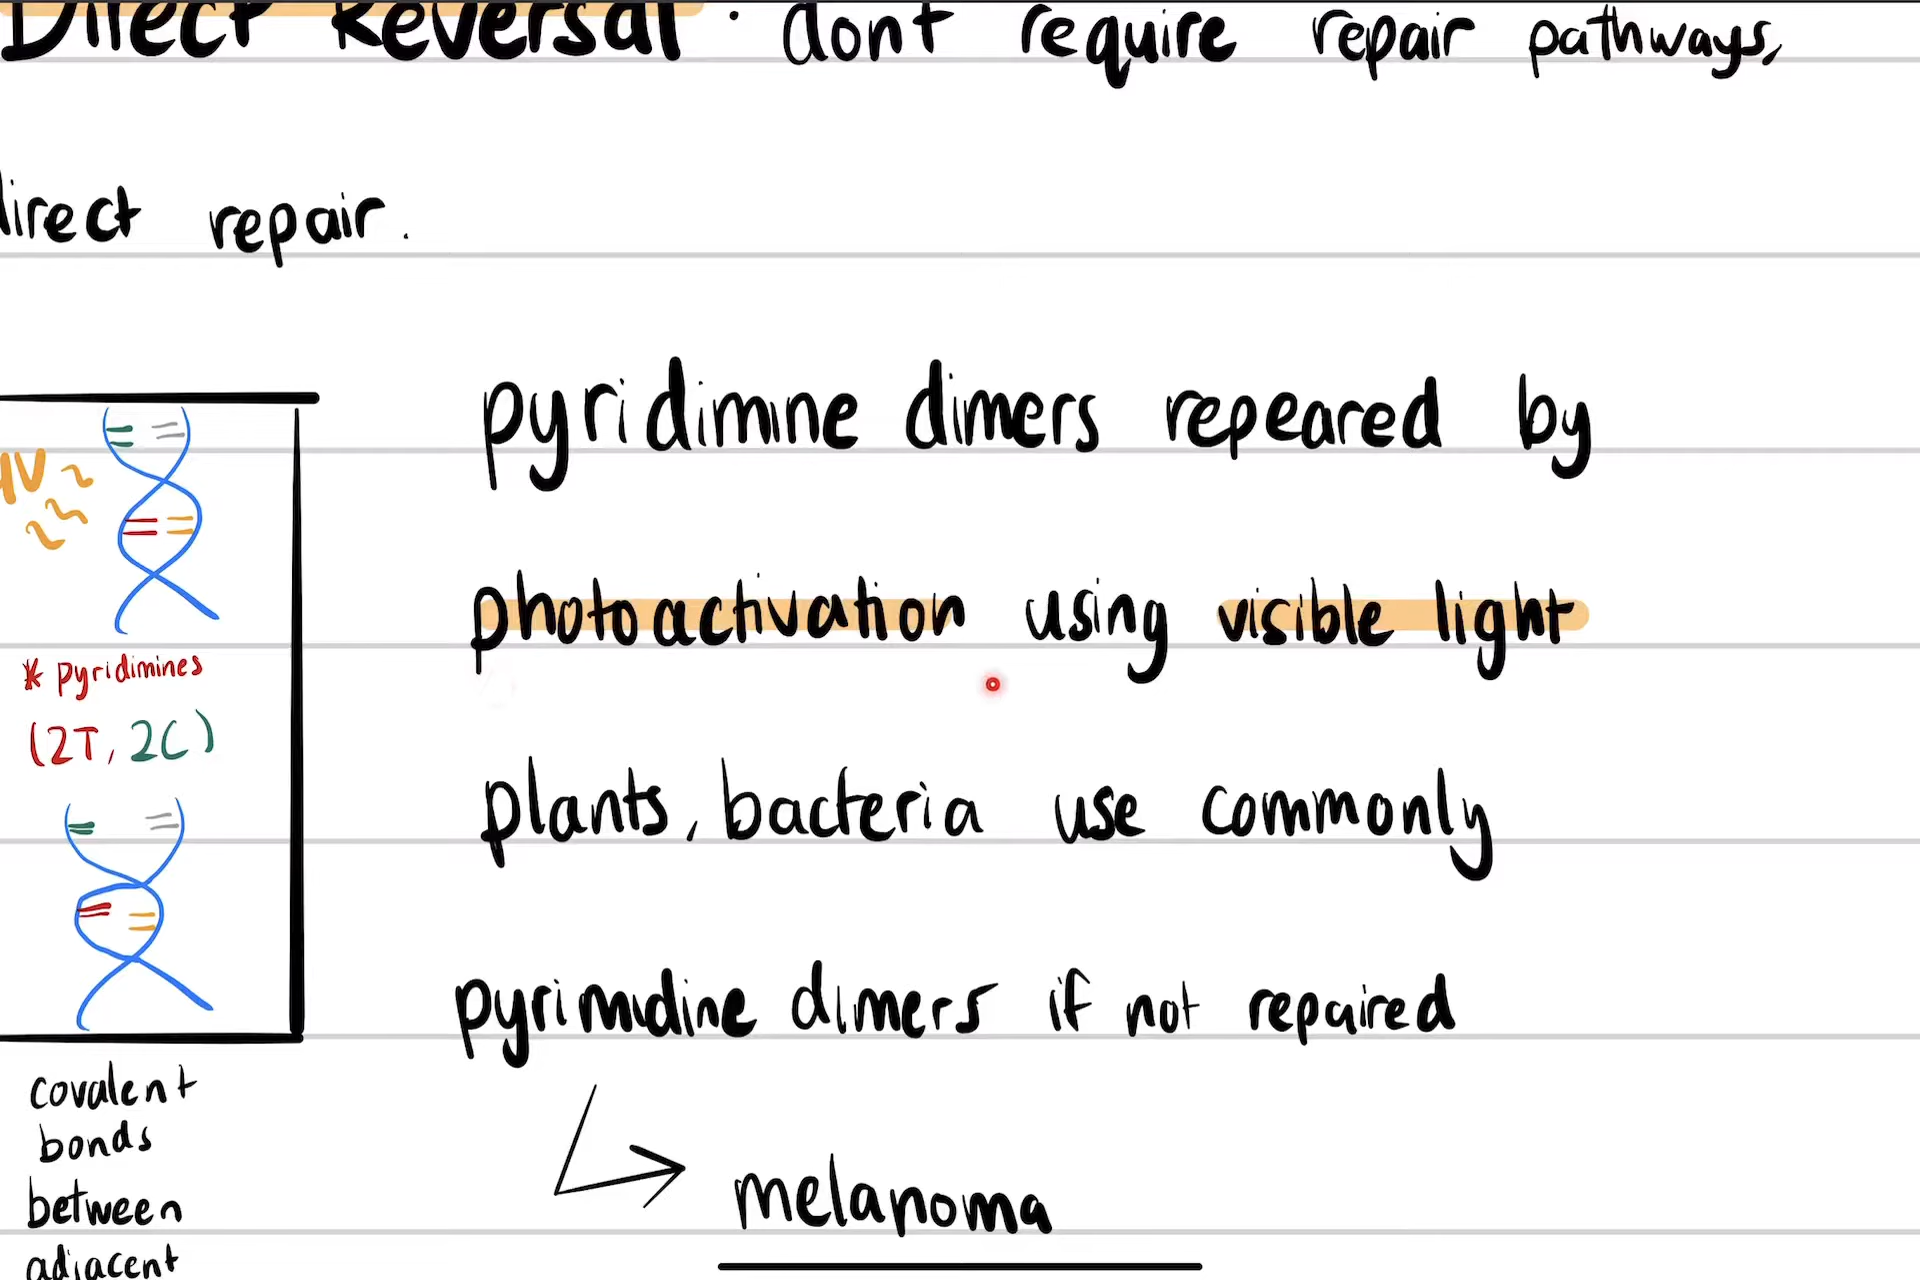 Direct Reversal · dont require repair pathways,
direct repair.
pyridimine dimers repeared by
UV
photoactivation using visible light
* Pyridimines
(2T, 2C)
plants, bacteria use commonly
pyrimidine dimers if not repaired
covalent
bonds
between
adjacent
melanoma